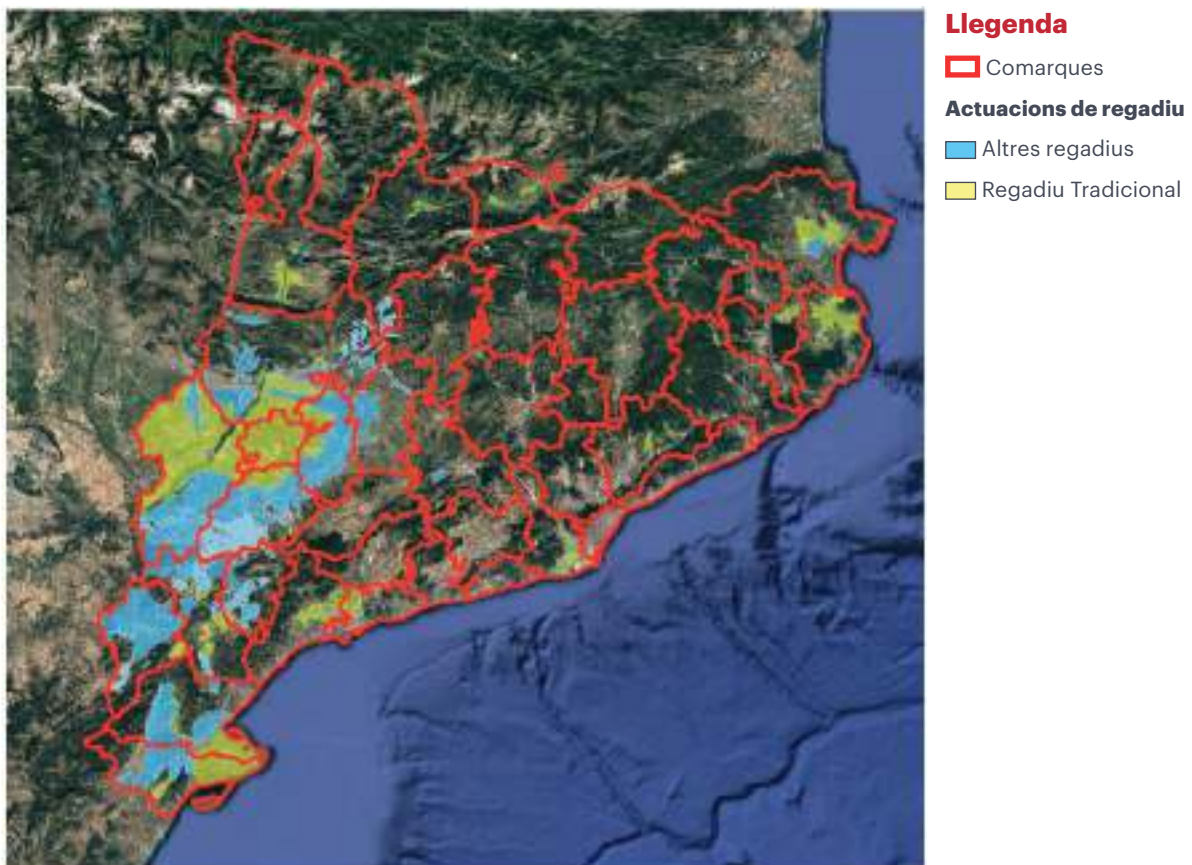 Llegenda
Comarques
Actuacions de regadiu
Altres regadius
Regadiu Tradicional